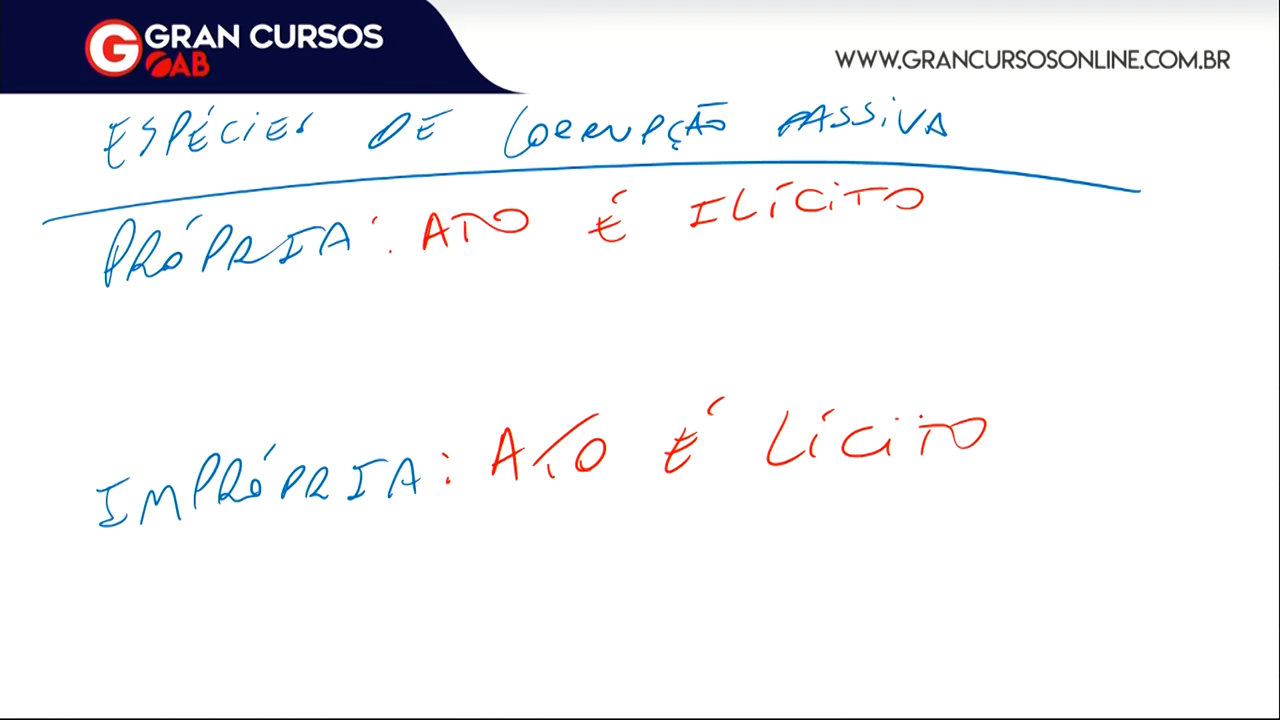 GRAN CURSOS
OAB
WWW.GRANCURSOSONLINE.COM.BR
ESPÉCIES DE CORRUPÇÃO PASSIVA
PRÓPRIA: ATO É ILÍCITO
IMPRÓPRIA: ATO É LÍCITO